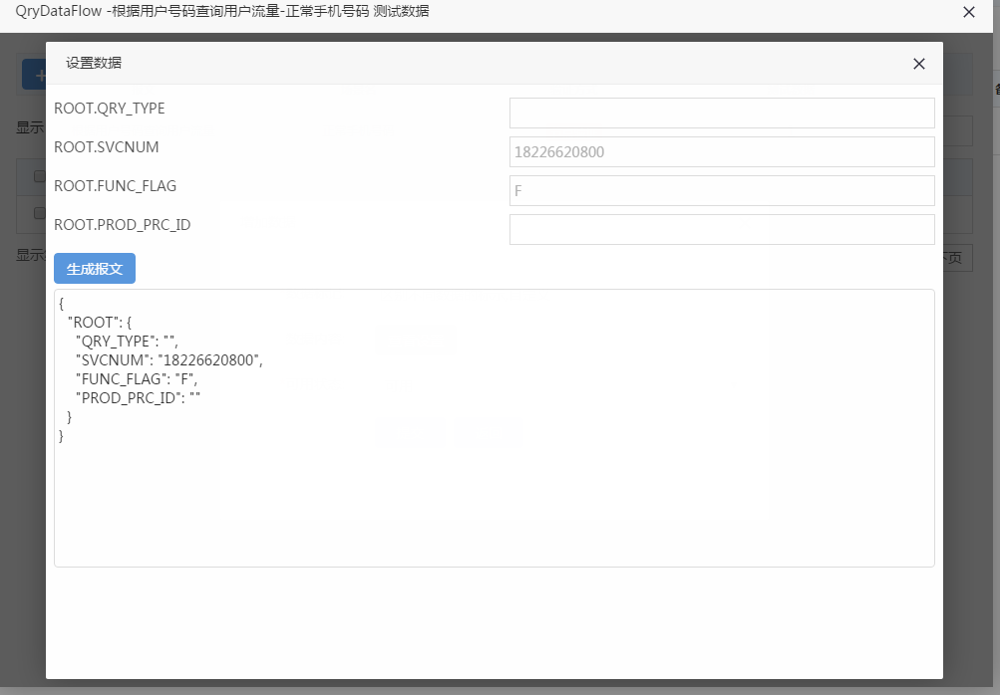 QryDataFlow -根据用户号码查询用户流量-正常手机号码 测试数据
设置数据
ROOT.QRY_TYPE
显示
ROOT.SVCNUM
18226620800
ROOT.FUNC_FLAG
F
ROOT.PROD_PRC_ID
显示
下页
生成报文
{
"ROOT": {
"QRY_TYPE": "",
"SVCNUM": "18226620800",
"FUNC_FLAG": "F",
"PROD_PRC_ID": ""
}
}